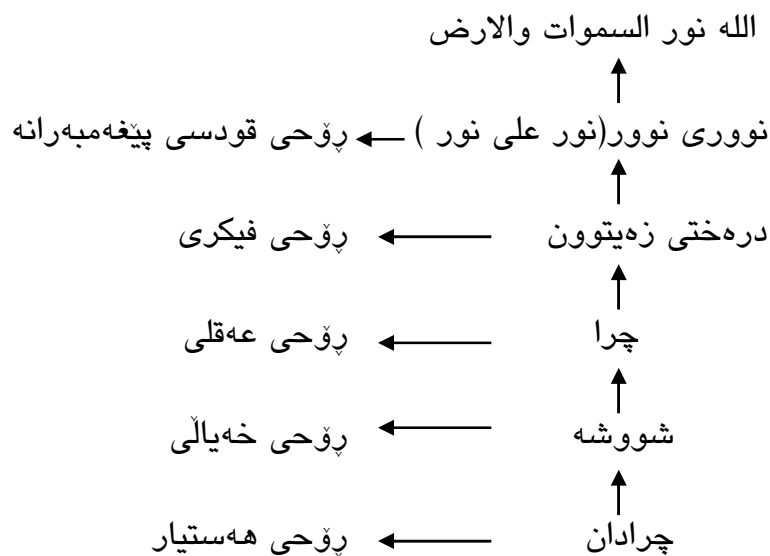 الله نور السموات والارض
نووری نوور(نور علی نور ) ڕۆحی قودسی پێغەمبەرانە
درەختی زەیتوون ڕۆحی فیکری
چرا ڕۆحی عەقلی
شووشە ڕۆحی خەیاڵی
چرادان ڕۆحی هەستیار